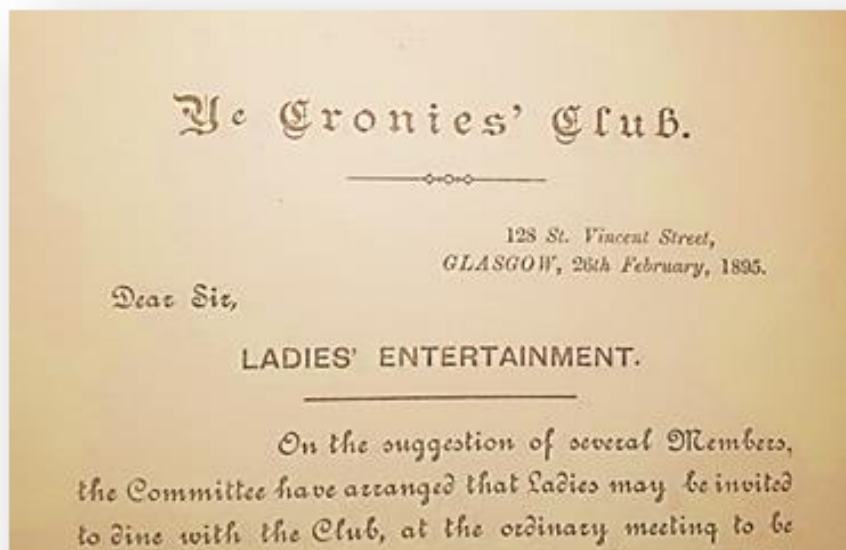 Ye Cronies' Club.
128 St. Vincent Street,
GLASGOW, 26th February, 1895.
Dear Sir,
LADIES' ENTERTAINMENT.
On the suggestion of several Members,
the Committee have arranged that Ladies may be invited
to dine with the Club, at the ordinary meeting to be